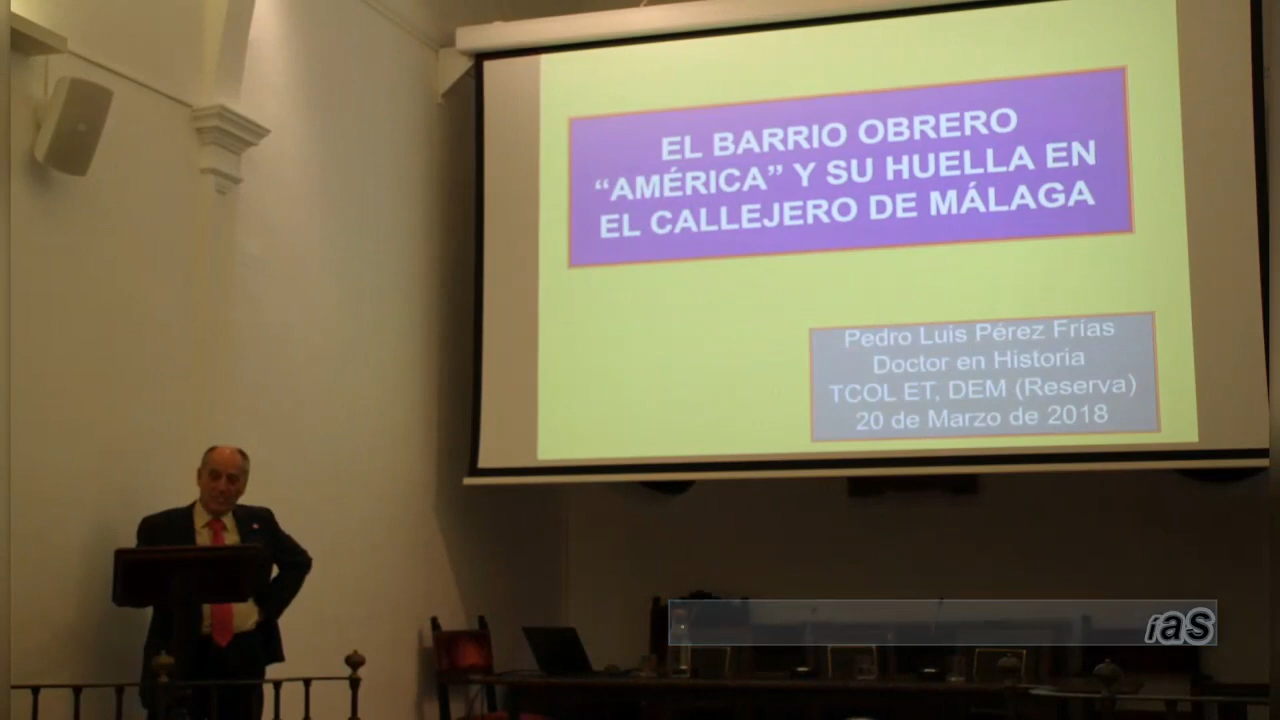 EL BARRIO OBRERO
“AMÉRICA” Y SU HUELLA EN
EL CALLEJERO DE MÁLAGA
Pedro Luis Pérez Frías
Doctor en Historia
TCOL ET, DEM (Reserva)
20 de Marzo de 2018
íaS